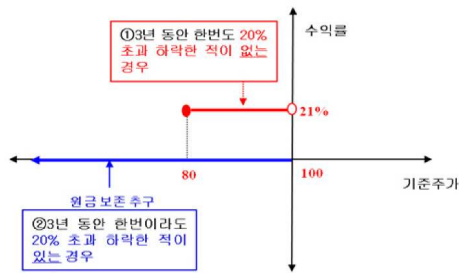 수익률
①3년 동안 한번도 20%
초과 하락한 적이 없는
경우
21%
80
100
기준주가
원금 보존 추구
②3년 동안 한번이라도
20% 초과 하락한 적이
있는 경우